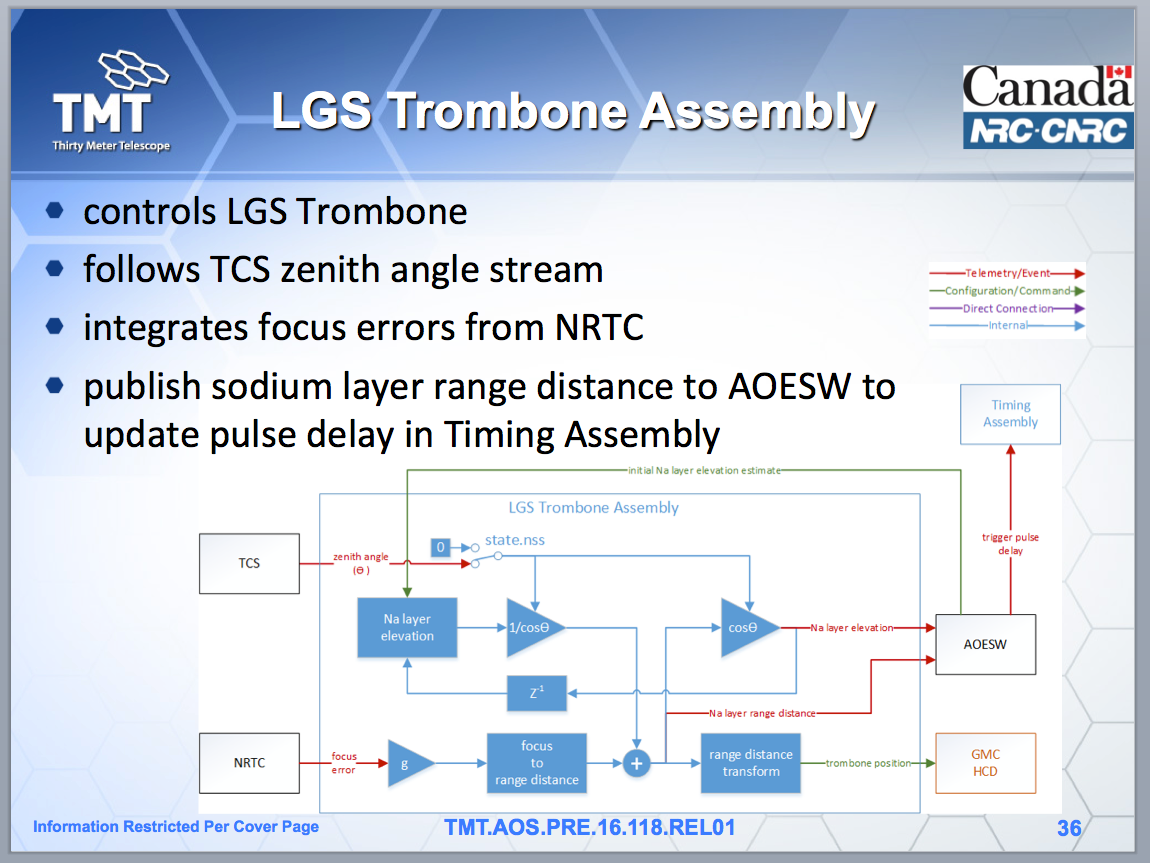 TMT
Thirty Meter Telescope
LGS Trombone Assembly
Canada
NRC·CNRC
controls LGS Trombone
follows TCS zenith angle stream
integrates focus errors from NRTC
publish sodium layer range distance to AOESW to
update pulse delay in Timing Assembly
Telemetry/Event
Configuration/Command
Direct Connection
Internal
Timing
Assembly
initial Na layer elevation estimate
LGS Trombone Assembly
trigger pulse
delay
TCS
zenith angle
(Θ)
0
state.nss
Na layer
elevation
1/cosΘ
cosΘ
Na layer elevation
AOESW
Z-1
Na layer range distance
NRTC
focus
error
g
focus
to
range distance
+
range distance
transform
trombone position
GMC
HCD
Information Restricted Per Cover Page
TMT.AOS.PRE.16.118.REL01
36